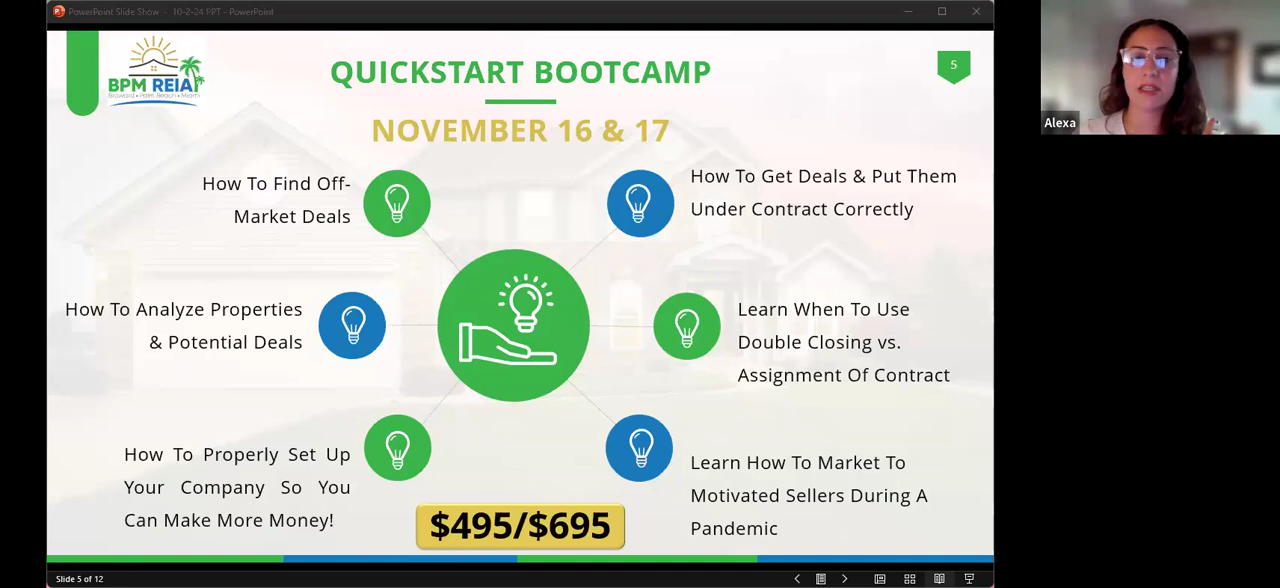 PowerPoint Slide Show - 10-2-24 PPT - PowerPoint
BPM REIA
Broward • Palm Beach • Miami
QUICKSTART BOOTCAMP
5
NOVEMBER 16 & 17
Alexa
How To Find Off-
Market Deals
How To Get Deals & Put Them
Under Contract Correctly
How To Analyze Properties
& Potential Deals
Learn When To Use
Double Closing vs.
Assignment Of Contract
How To Properly Set Up
Your Company So You
Can Make More Money!
Learn How To Market To
Motivated Sellers During A
Pandemic
$495/$695
Slide 5 of 12